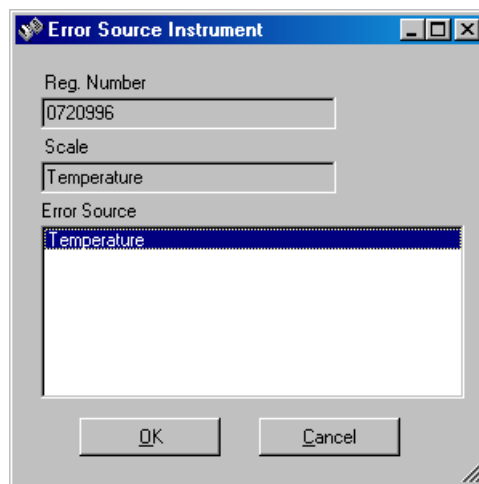 Error Source Instrument
Reg. Number
0720996
Scale
Temperature
Error Source
Temperature
OK
Cancel